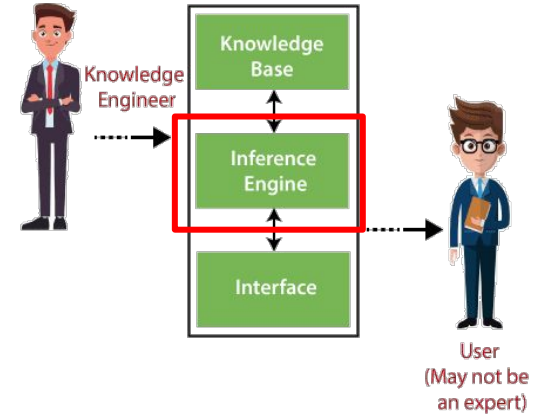 Knowledge
Base
Knowledge
Engineer
Inference
Engine
Interface
User
(May not be
an expert)